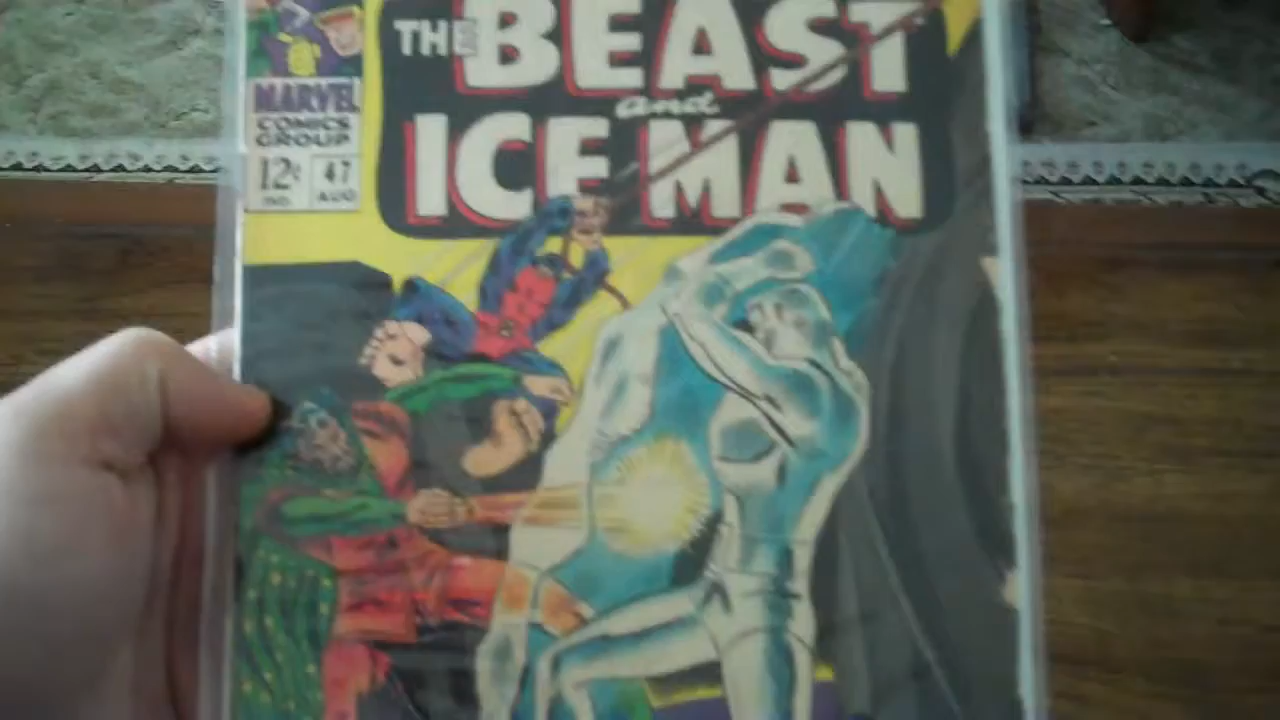 THE BEAST
and
ICE MAN
MARVEL
COMICS
GROUP
12¢ 47
IND. AUG